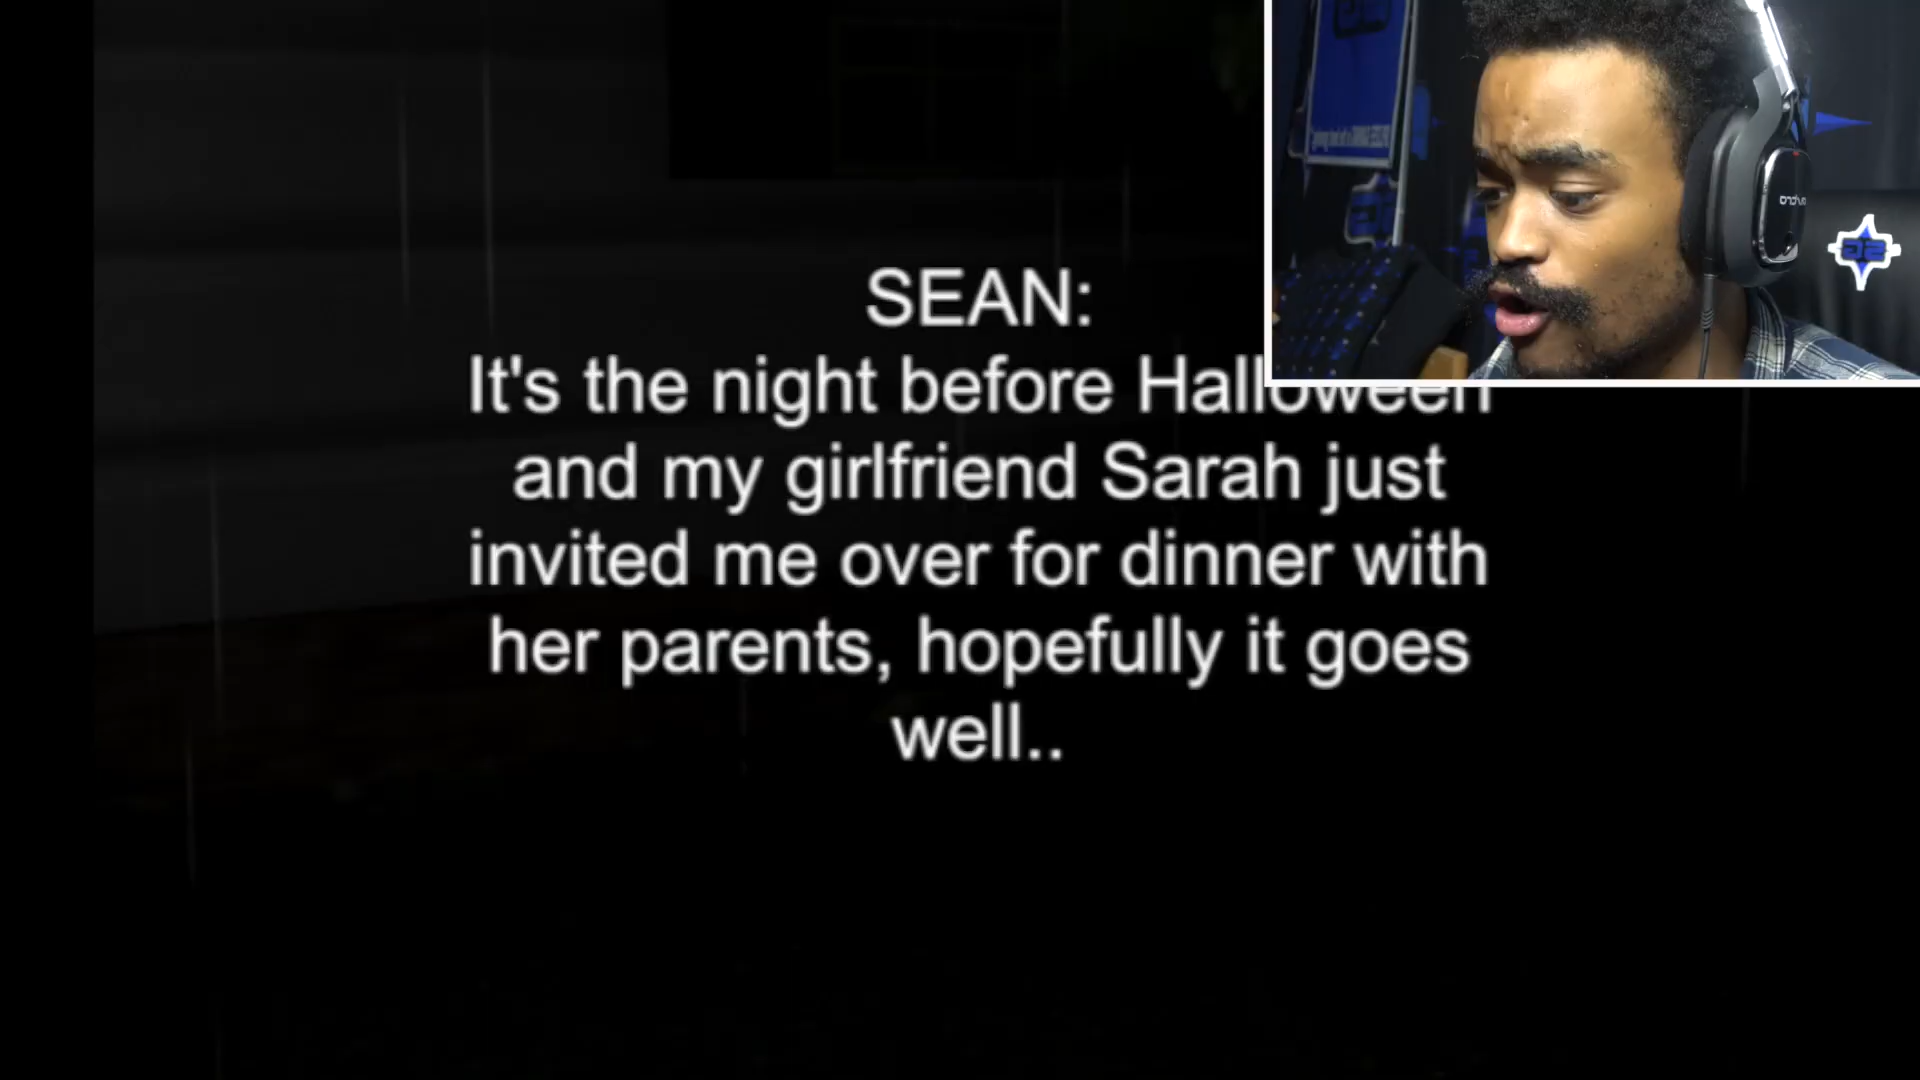 SEAN:
It's the night before Halloween
and my girlfriend Sarah just
invited me over for dinner with
her parents, hopefully it goes
well..